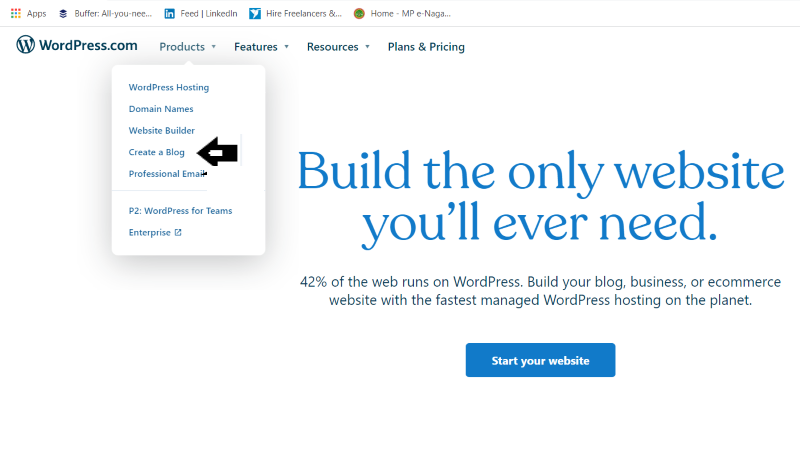 Apps Buffer: All-you-nee... Feed | LinkedIn Hire Freelancers &... Home - MP e-Naga...
WordPress.com Products Features Resources Plans & Pricing
WordPress Hosting
Domain Names
Website Builder
Create a Blog
Professional Email
P2: WordPress for Teams
Enterprise
Build the only website
you’ll ever need.
42% of the web runs on WordPress. Build your blog, business, or ecommerce
website with the fastest managed WordPress hosting on the planet.
Start your website